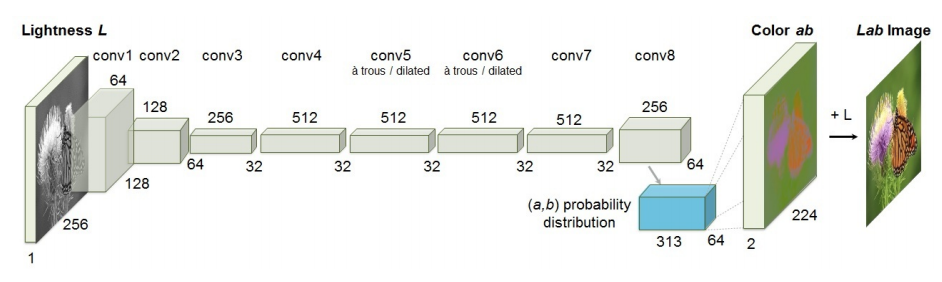 Lightness L
conv1
conv2
conv3
conv4
conv5
à trous / dilated
conv6
à trous / dilated
conv7
conv8
Color ab
Lab Image
64
128
256
512
512
512
512
256
+ L
256
128
64
32
32
32
32
32
64
1
(a,b) probability
distribution
313
64
2
224